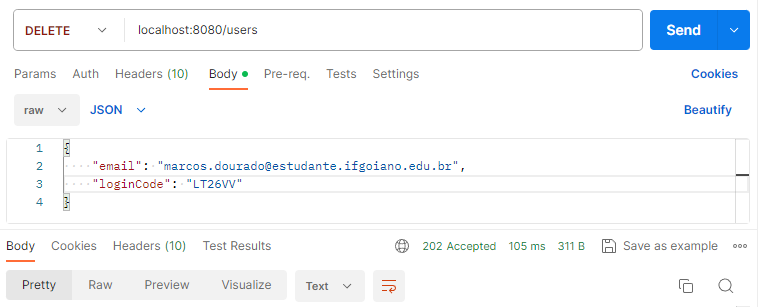 DELETE localhost:8080/users Send
Params Auth Headers (10) Body Pre-req. Tests Settings Cookies
raw JSON Beautify
1 {
2 "email": "marcos.dourado@estudante.ifgoiano.edu.br",
3 "loginCode": "LT26VV"
4 }
Body Cookies Headers (10) Test Results 202 Accepted 105 ms 311 B Save as example
Pretty Raw Preview Visualize Text